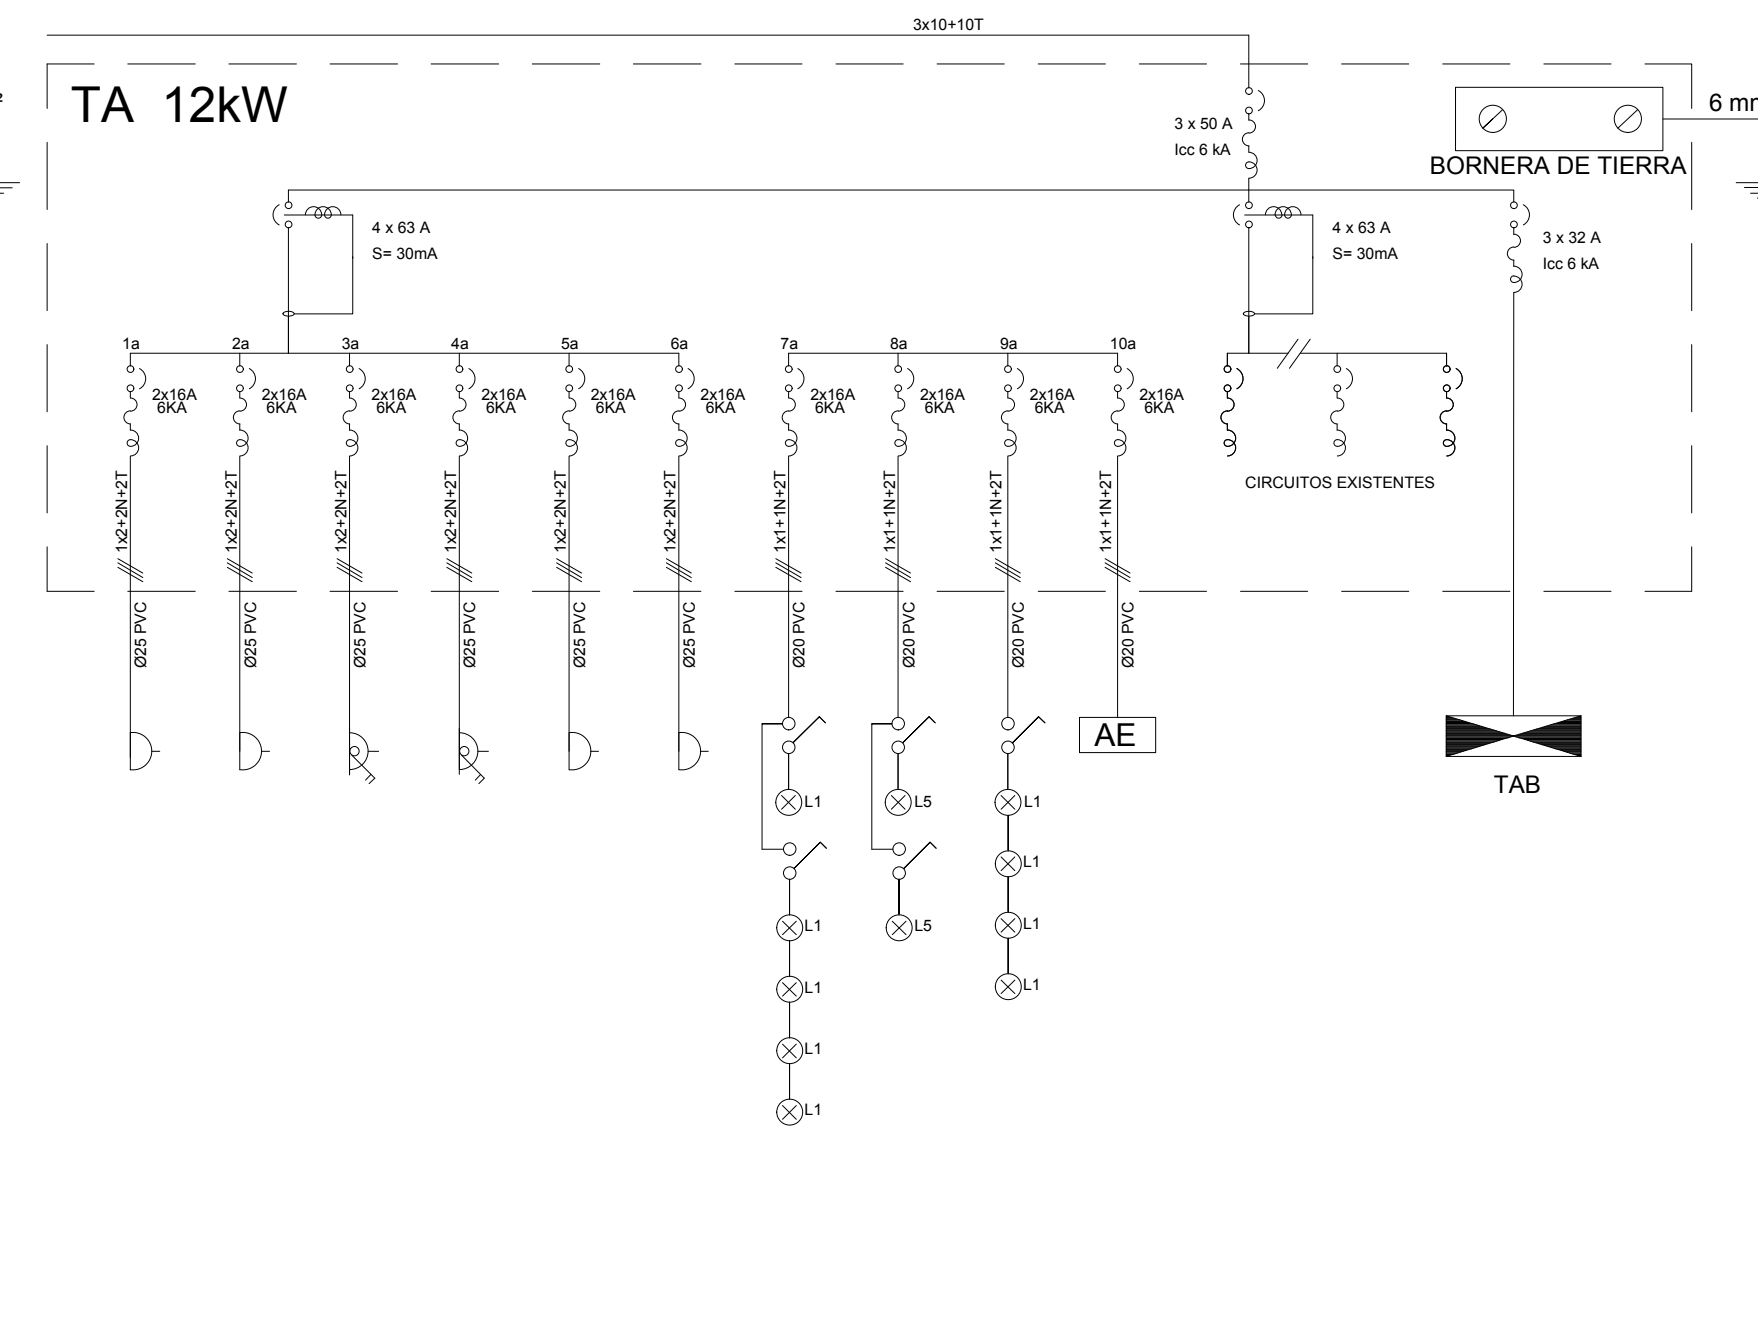 3x10+10T
TA 12kW
3 x 50 A
Icc 6 kA
6 mm
BORNERA DE TIERRA
4 x 63 A
S= 30mA
4 x 63 A
S= 30mA
3 x 32 A
Icc 6 kA
1a
2a
3a
4a
5a
6a
7a
8a
9a
10a
2x16A
6KA
2x16A
6KA
2x16A
6KA
2x16A
6KA
2x16A
6KA
2x16A
6KA
2x16A
6KA
2x16A
6KA
2x16A
6KA
2x16A
6KA
CIRCUITOS EXISTENTES
1x2+2N+2T
1x2+2N+2T
1x2+2N+2T
1x2+2N+2T
1x2+2N+2T
1x2+2N+2T
1x1+1N+2T
1x1+1N+2T
1x1+1N+2T
1x1+1N+2T
Ø25 PVC
Ø25 PVC
Ø25 PVC
Ø25 PVC
Ø25 PVC
Ø25 PVC
Ø20 PVC
Ø20 PVC
Ø20 PVC
Ø20 PVC
AE
TAB
L1
L5
L1
L1
L1
L5
L1
L1
L1
L1
L1